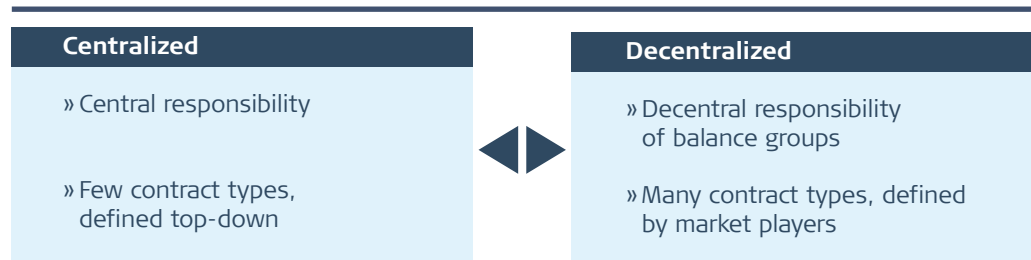 Centralized
» Central responsibility
» Few contract types,
defined top-down
Decentralized
» Decentral responsibility
of balance groups
» Many contract types, defined
by market players